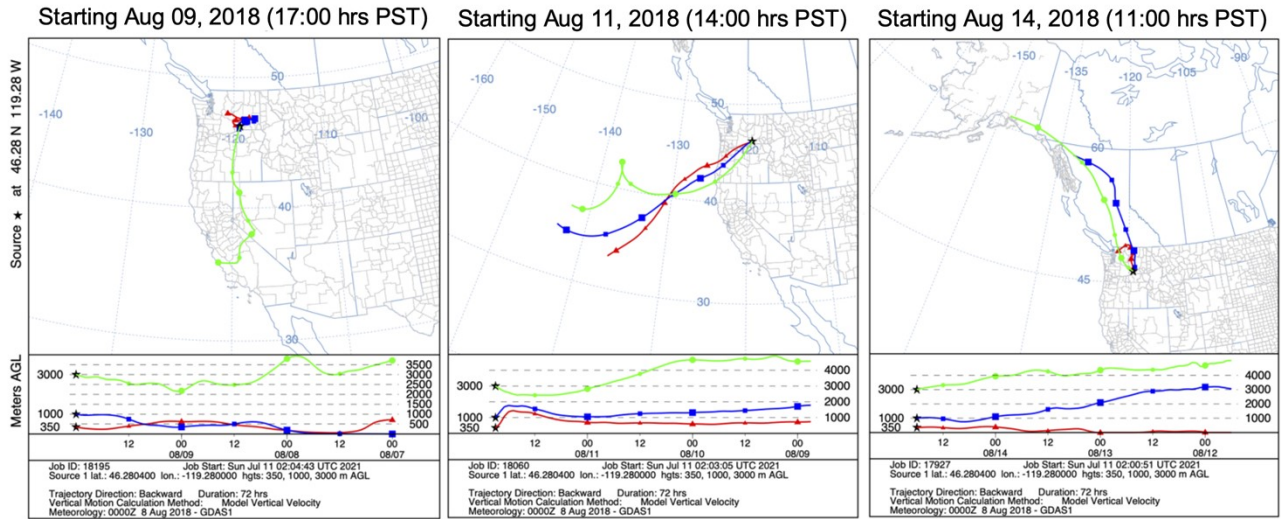 Starting Aug 09, 2018 (17:00 hrs PST)
Starting Aug 11, 2018 (14:00 hrs PST)
Starting Aug 14, 2018 (11:00 hrs PST)
Source ★ at 46.28 N 119.28 W
-140
-130
50
-120
-110
-100
40
30
-160
-150
-140
-130
50
-110
40
30
-150
-135
-120
-105
-90
60
45
Meters AGL
3000
1000
350
3500
3000
2500
2000
1500
1000
500
12 00 12 00 12 00
08/09 08/08 08/07
3000
1000
350
4000
3000
2000
1000
12 00 12 00 12 00
08/11 08/10 08/09
3000
1000
350
4000
3000
2000
1000
12 00 12 00 12 00
08/14 08/13 08/12
Job ID: 18195 Job Start: Sun Jul 11 02:04:43 UTC 2021
Source 1 lat.: 46.280400 lon.: -119.280000 hgts: 350, 1000, 3000 m AGL
Trajectory Direction: Backward Duration: 72 hrs
Vertical Motion Calculation Method: Model Vertical Velocity
Meteorology: 0000Z 8 Aug 2018 - GDAS1
Job ID: 18060 Job Start: Sun Jul 11 02:03:05 UTC 2021
Source 1 lat.: 46.280400 lon.: -119.280000 hgts: 350, 1000, 3000 m AGL
Trajectory Direction: Backward Duration: 72 hrs
Vertical Motion Calculation Method: Model Vertical Velocity
Meteorology: 0000Z 8 Aug 2018 - GDAS1
Job ID: 17927 Job Start: Sun Jul 11 02:00:51 UTC 2021
Source 1 lat.: 46.280400 lon.: -119.280000 hgts: 350, 1000, 3000 m AGL
Trajectory Direction: Backward Duration: 72 hrs
Vertical Motion Calculation Method: Model Vertical Velocity
Meteorology: 0000Z 8 Aug 2018 - GDAS1